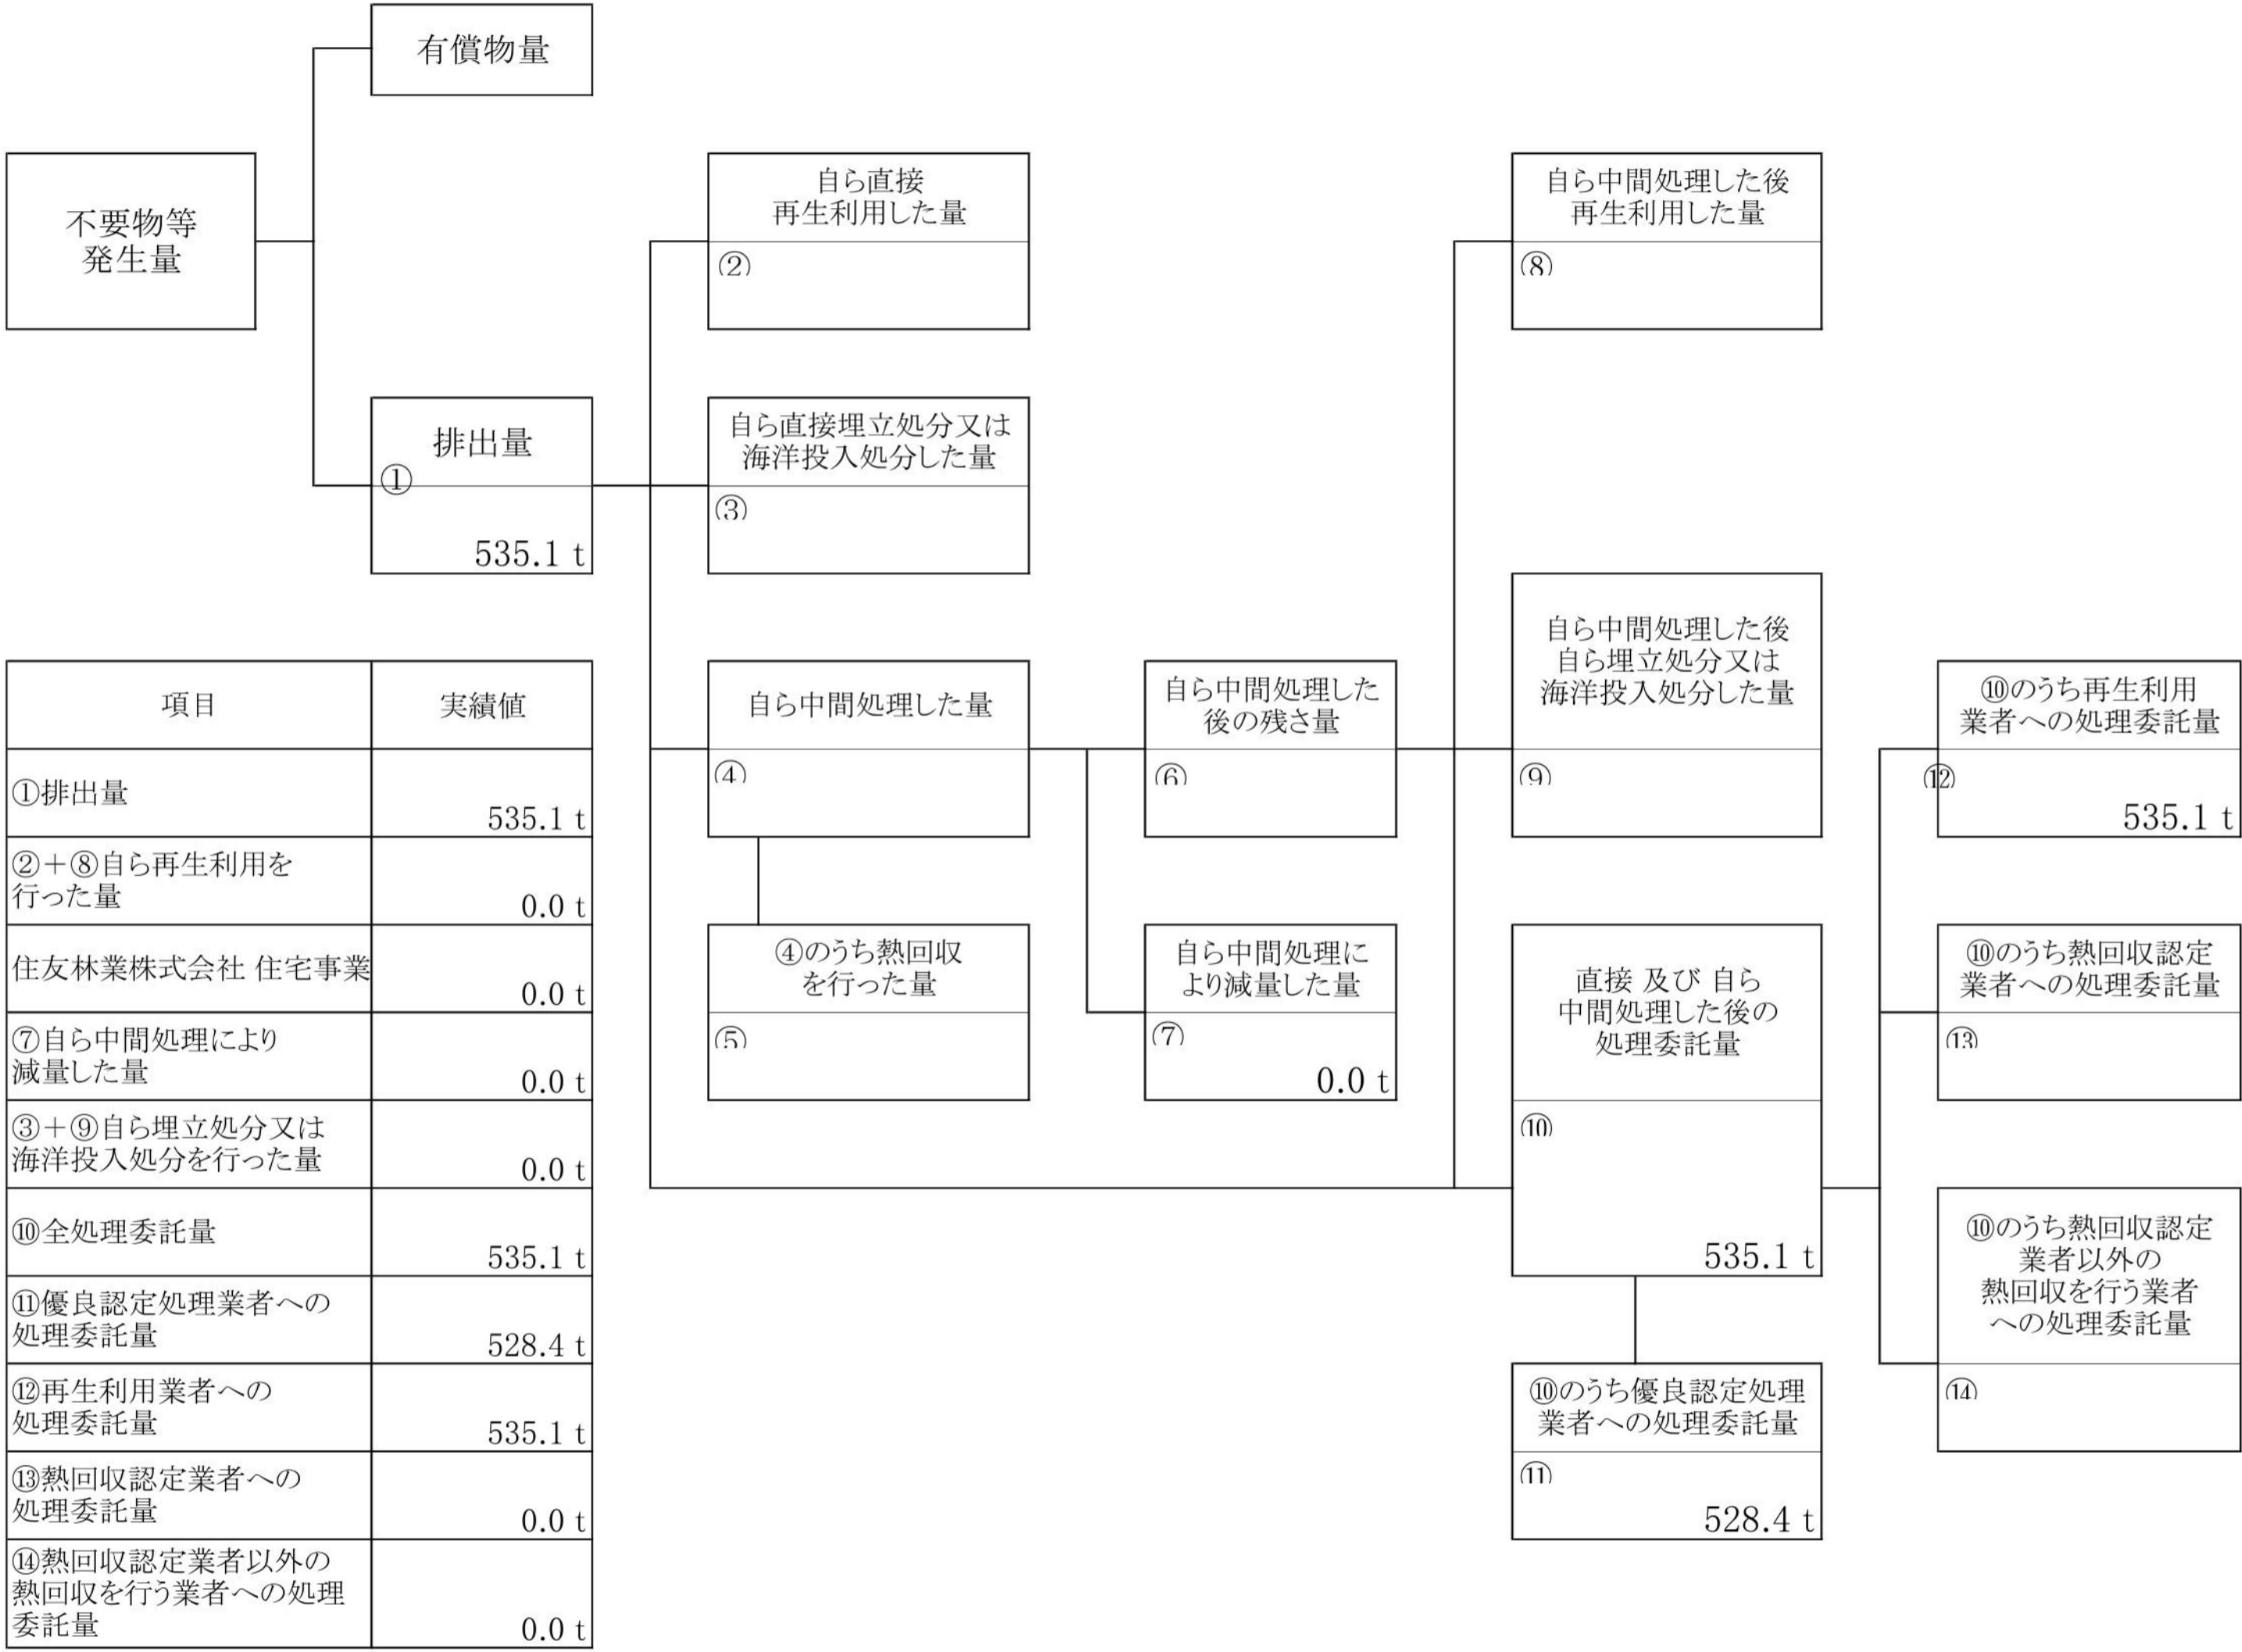 有償物量
不要物等
発生量
自ら直接
再生利用した量
②
自ら中間処理した後
再生利用した量
⑧
排出量
①
535.1 t
自ら直接埋立処分又は
海洋投入処分した量
③
自ら中間処理した量
④
自ら中間処理した
後の残さ量
⑥
自ら中間処理した後
自ら埋立処分又は
海洋投入処分した量
⑨
⑩のうち再生利用
業者への処理委託量
⑫
535.1 t
④のうち熱回収
を行った量
⑤
自ら中間処理に
より減量した量
⑦
0.0 t
直接 及び 自ら
中間処理した後の
処理委託量
⑩
535.1 t
⑩のうち熱回収認定
業者への処理委託量
⑬
⑩のうち熱回収認定
業者以外の
熱回収を行う業者
への処理委託量
⑭
⑩のうち優良認定処理
業者への処理委託量
⑪
528.4 t
項目 実績値
①排出量
535.1 t
②＋⑧自ら再生利用を
行った量
0.0 t
住友林業株式会社 住宅事業
0.0 t
⑦自ら中間処理により
減量した量
0.0 t
③＋⑨自ら埋立処分又は
海洋投入処分を行った量
0.0 t
⑩全処理委託量
535.1 t
⑪優良認定処理業者への
処理委託量
528.4 t
⑫再生利用業者への
処理委託量
535.1 t
⑬熱回収認定業者への
処理委託量
0.0 t
⑭熱回収認定業者以外の
熱回収を行う業者への処理
委託量
0.0 t